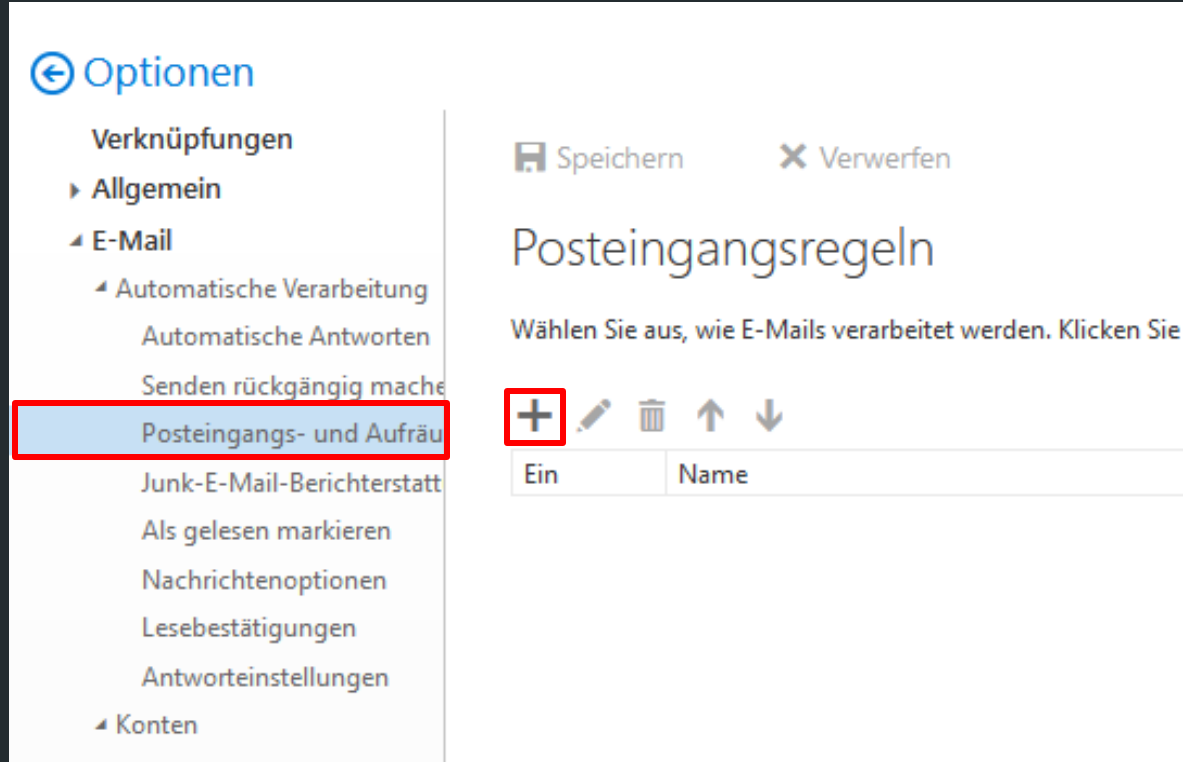 Optionen
Verknüpfungen
Allgemein
E-Mail
Automatische Verarbeitung
Automatische Antworten
Senden rückgängig mache
Posteingangs- und Aufräu
Junk-E-Mail-Berichterstatt
Als gelesen markieren
Nachrichtenoptionen
Lesebestätigungen
Antworteinstellungen
Konten
Speichern Verwerfen
Posteingangsregeln
Wählen Sie aus, wie E-Mails verarbeitet werden. Klicken Sie
Ein Name